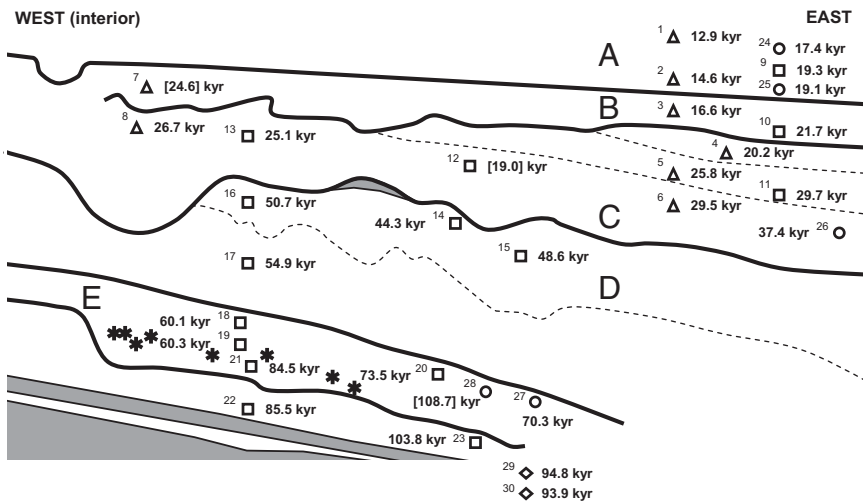 WEST (interior)
EAST
1 12.9 kyr
A
24 17.4 kyr
9 19.3 kyr
2 14.6 kyr
25 19.1 kyr
7 [24.6] kyr
B
3 16.6 kyr
8 26.7 kyr
13 25.1 kyr
10 21.7 kyr
4 20.2 kyr
12 [19.0] kyr
5 25.8 kyr
11 29.7 kyr
16 50.7 kyr
6 29.5 kyr
C
44.3 kyr 14
37.4 kyr 26
15 48.6 kyr
17 54.9 kyr
D
E
60.1 kyr 18
60.3 kyr 19
21 84.5 kyr
73.5 kyr 20
28 [108.7] kyr
27 70.3 kyr
22 85.5 kyr
103.8 kyr 23
29 94.8 kyr
30 93.9 kyr